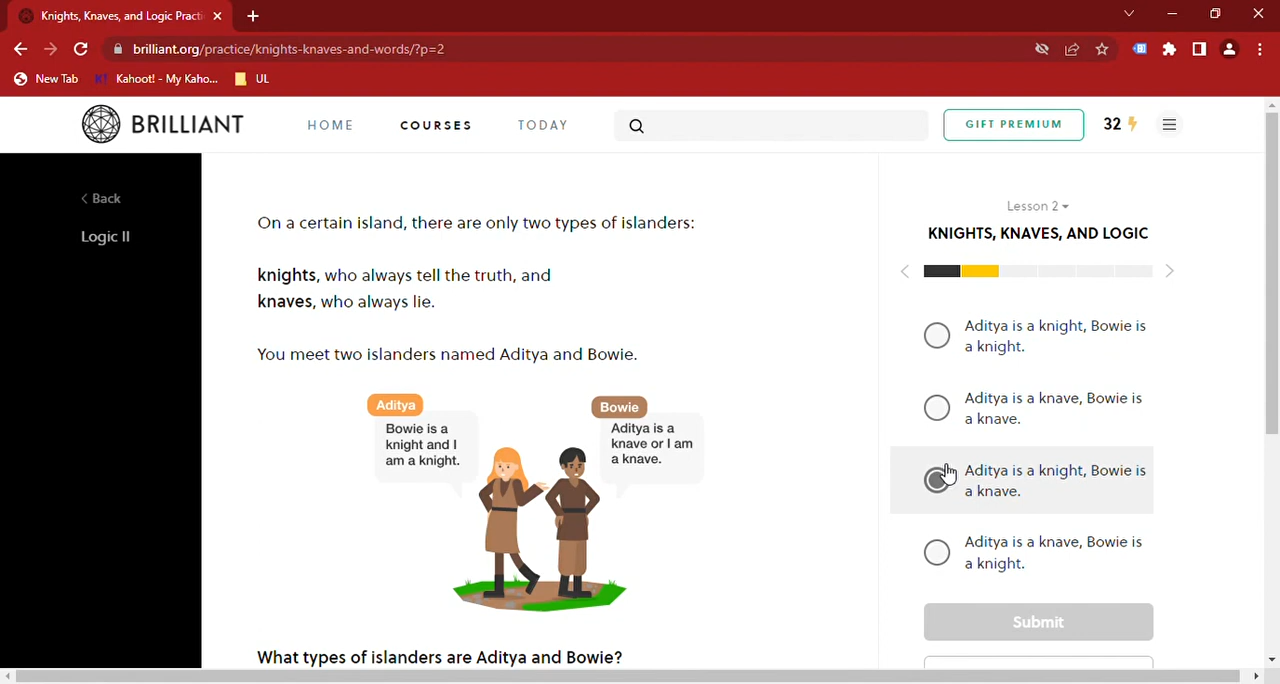 Knights, Knaves, and Logic Practi
brilliant.org/practice/knights-knaves-and-words/?p=2
New Tab
K! Kahoot! - My Kaho...
UL
BRILLIANT
HOME
COURSES
TODAY
GIFT PREMIUM
32
< Back
Logic II
On a certain island, there are only two types of islanders:
knights, who always tell the truth, and
knaves, who always lie.
You meet two islanders named Aditya and Bowie.
Aditya
Bowie is a
knight and I
am a knight.
Bowie
Aditya is a
knave or I am
a knave.
What types of islanders are Aditya and Bowie?
Lesson 2
KNIGHTS, KNAVES, AND LOGIC
Aditya is a knight, Bowie is
a knight.
Aditya is a knave, Bowie is
a knave.
Aditya is a knight, Bowie is
a knave.
Aditya is a knave, Bowie is
a knight.
Submit